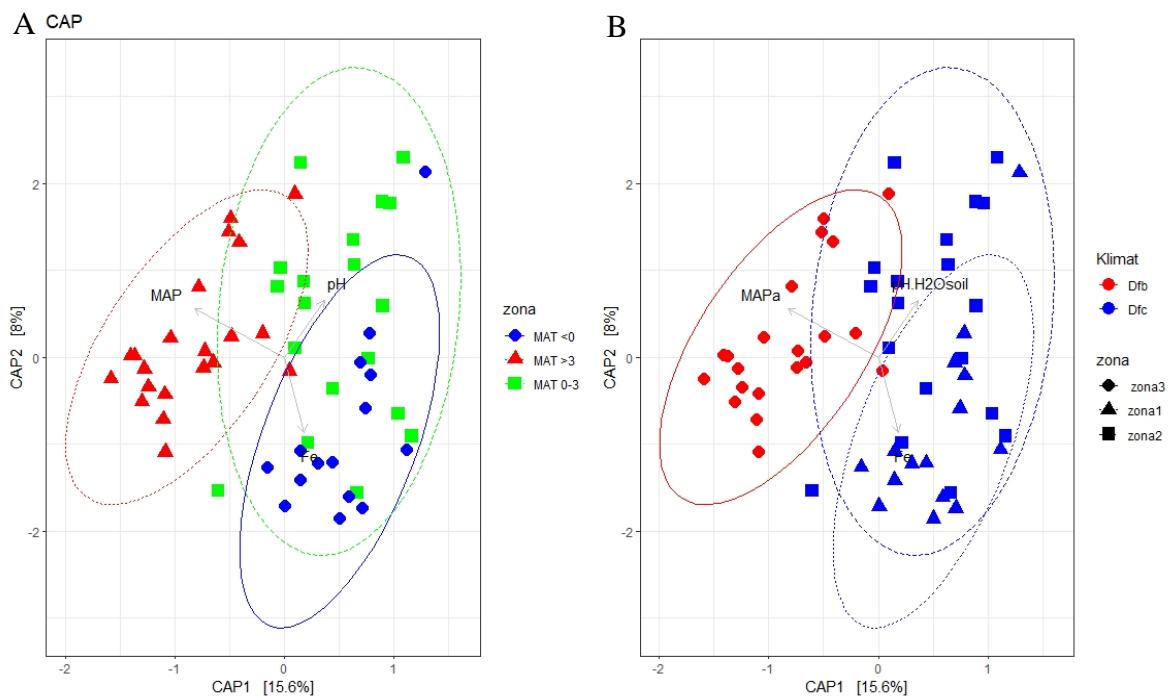 A
CAP
CAP2 [8%]
2
0
-2
-2
-1
0
1
CAP1 [15.6%]
MAP
pH
Fe
zona
MAT <0
MAT >3
MAT 0-3
B
CAP2 [8%]
2
0
-2
-2
-1
0
1
CAP1 [15.6%]
MAPa
pH.H2Osoil
Fe
Klimat
Dfb
Dfc
zona
zona3
zona1
zona2